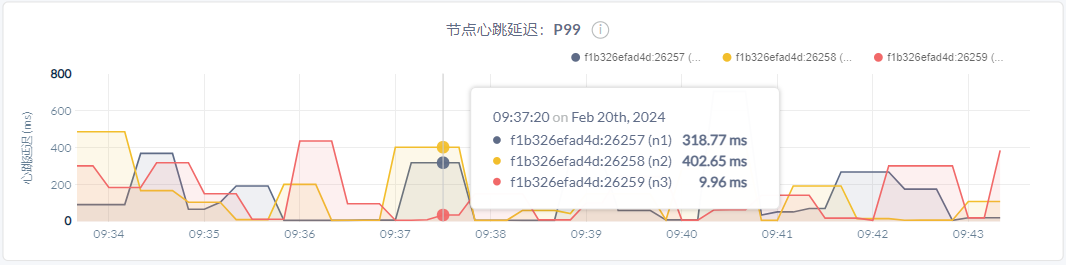 节点心跳延迟：P99
f1b326efad4d:26257 (... f1b326efad4d:26258 (... f1b326efad4d:26259 (...
心跳延迟 (ms)
800
600
400
200
0
09:37:20 on Feb 20th, 2024
f1b326efad4d:26257 (n1) 318.77 ms
f1b326efad4d:26258 (n2) 402.65 ms
f1b326efad4d:26259 (n3) 9.96 ms
09:34 09:35 09:36 09:37 09:38 09:39 09:40 09:41 09:42 09:43